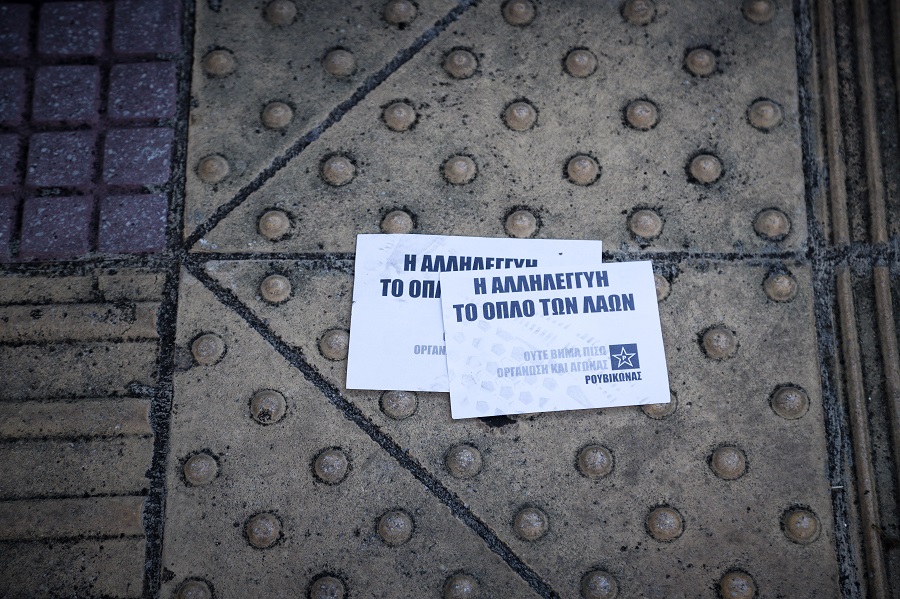 Η ΑΛΛΗΛΕΓΓΥΗ
ΤΟ ΟΠΛ
ΟΡΓΑΝ
Η ΑΛΛΗΛΕΓΓΥΗ
ΤΟ ΟΠΛΟ ΤΩΝ ΛΑΩΝ
ΟΥΤΕ ΒΗΜΑ ΠΙΣΩ
ΟΡΓΑΝΩΣΗ ΚΑΙ ΑΓΩΝΑΣ
Ρ
ΡΟΥΒΙΚΩΝΑΣ